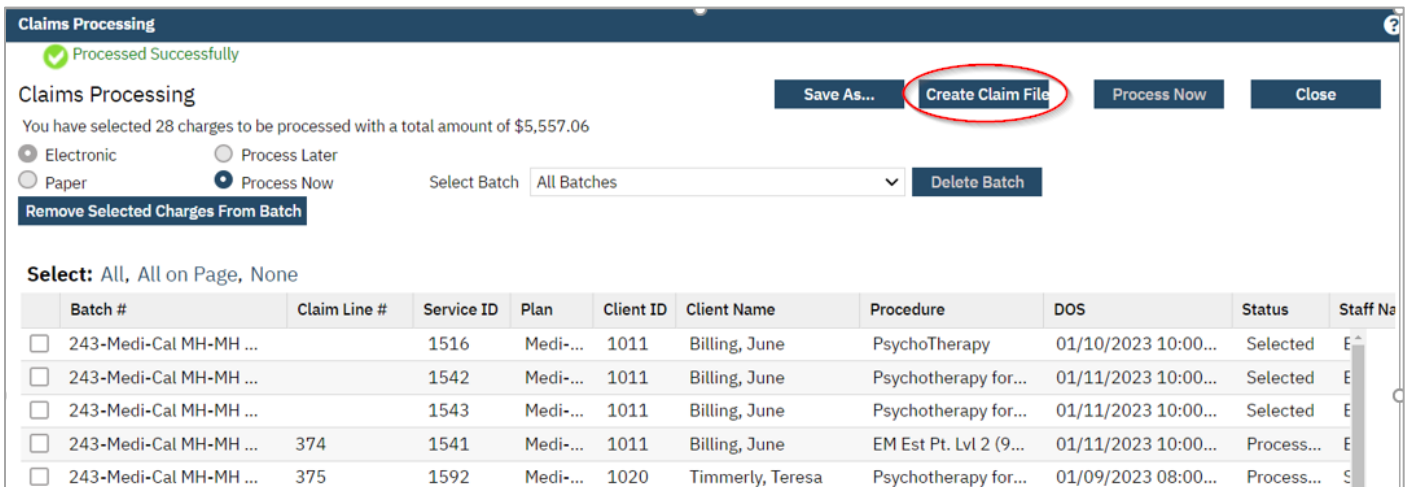 Claims Processing ?
Processed Successfully
Claims Processing Save As... Create Claim File Process Now Close
You have selected 28 charges to be processed with a total amount of $5,557.06
Electronic Process Later
Paper Process Now Select Batch All Batches Delete Batch
Remove Selected Charges From Batch
Select: All, All on Page, None
Batch # Claim Line # Service ID Plan Client ID Client Name Procedure DOS Status Staff Na
243-Medi-Cal MH-MH ... 1516 Medi-... 1011 Billing, June PsychoTherapy 01/10/2023 10:00... Selected E
243-Medi-Cal MH-MH ... 1542 Medi-... 1011 Billing, June Psychotherapy for... 01/11/2023 10:00... Selected E
243-Medi-Cal MH-MH ... 1543 Medi-... 1011 Billing, June Psychotherapy for... 01/11/2023 10:00... Selected E
243-Medi-Cal MH-MH ... 374 1541 Medi-... 1011 Billing, June EM Est Pt. Lvl 2 (9... 01/11/2023 10:00... Process... E
243-Medi-Cal MH-MH ... 375 1592 Medi-... 1020 Timmerly, Teresa Psychotherapy for... 01/09/2023 08:00... Process... S